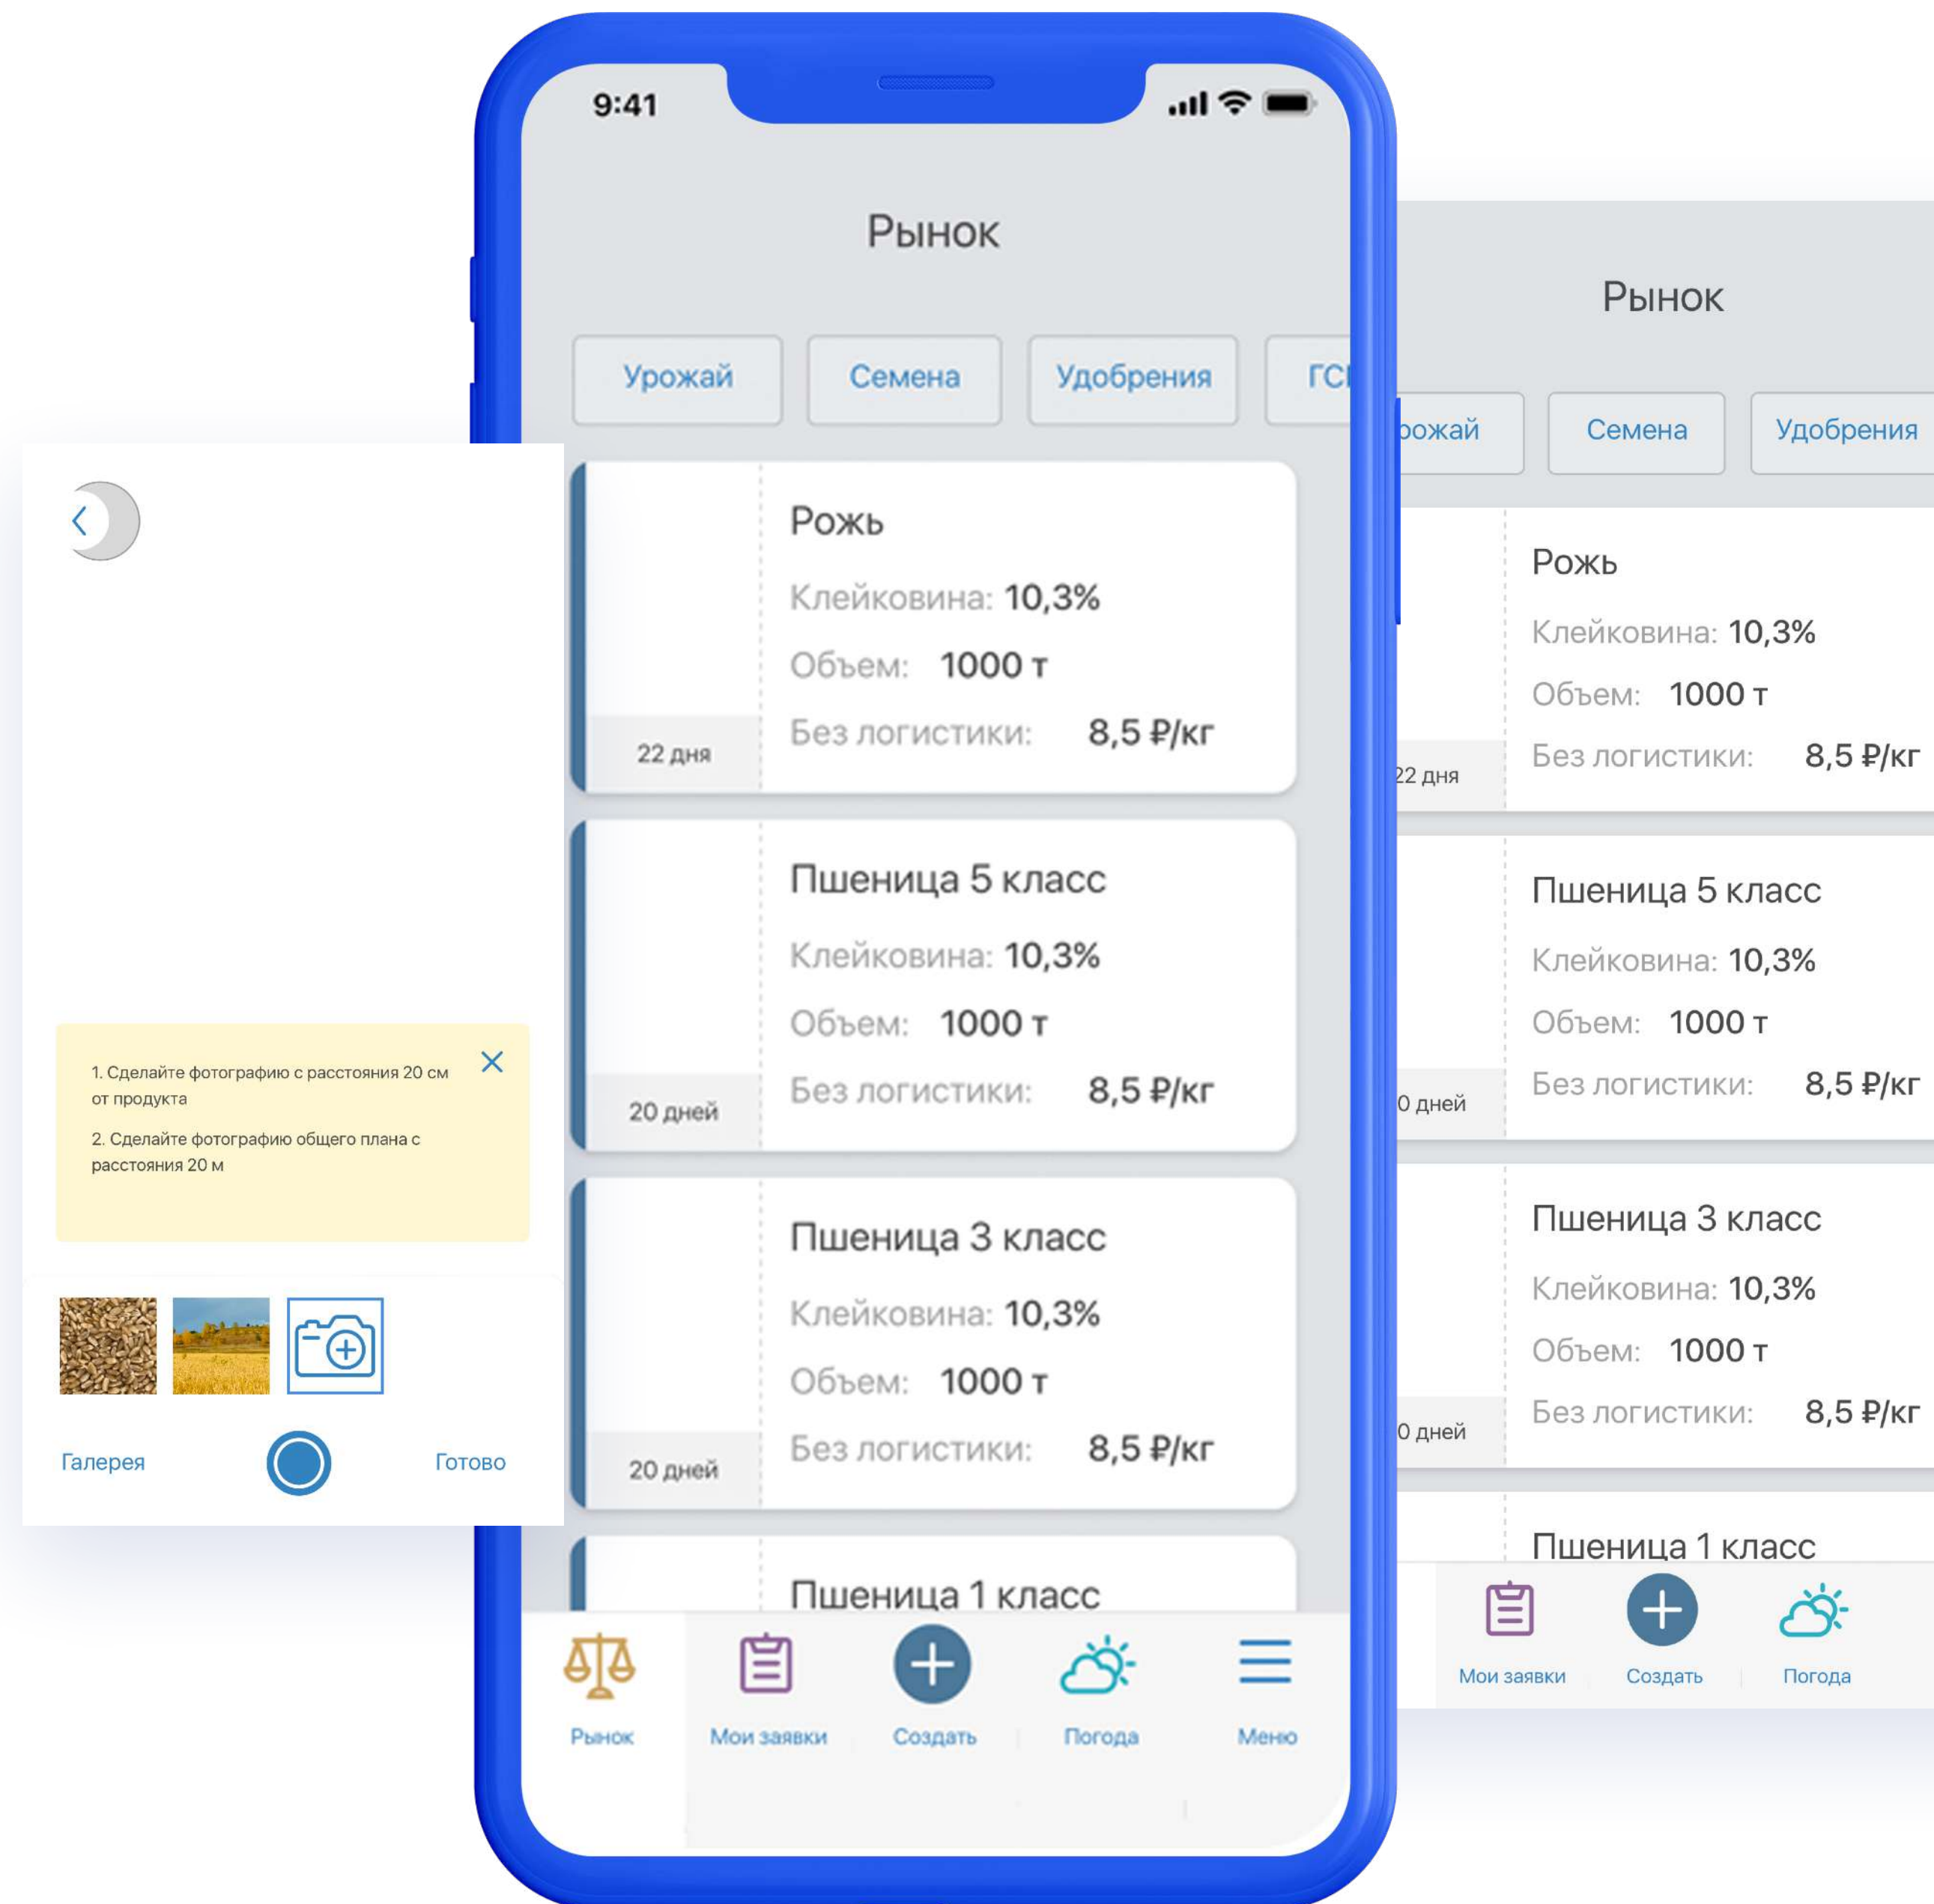 1. Сделайте фотографию с расстояния 20 см
от продукта
2. Сделайте фотографию общего плана с
расстояния 20 м
Галерея
Готово
9:41
Рынок
Урожай
Семена
Удобрения
Рожь
Клейковина: 10,3%
Объем: 1000 т
Без логистики: 8,5 ₽/кг
22 дня
Пшеница 5 класс
Клейковина: 10,3%
Объем: 1000 т
Без логистики: 8,5 ₽/кг
20 дней
Пшеница 3 класс
Клейковина: 10,3%
Объем: 1000 т
Без логистики: 8,5 ₽/кг
20 дней
Пшеница 1 класс
Рынок
Мои заявки
Создать
Погода
Меню
Рынок
рожай
Семена
Удобрения
Рожь
Клейковина: 10,3%
Объем: 1000 т
Без логистики: 8,5 ₽/кг
22 дня
Пшеница 5 класс
Клейковина: 10,3%
Объем: 1000 т
Без логистики: 8,5 ₽/кг
0 дней
Пшеница 3 класс
Клейковина: 10,3%
Объем: 1000 т
Без логистики: 8,5 ₽/кг
0 дней
Пшеница 1 класс
Мои заявки
Создать
Погода